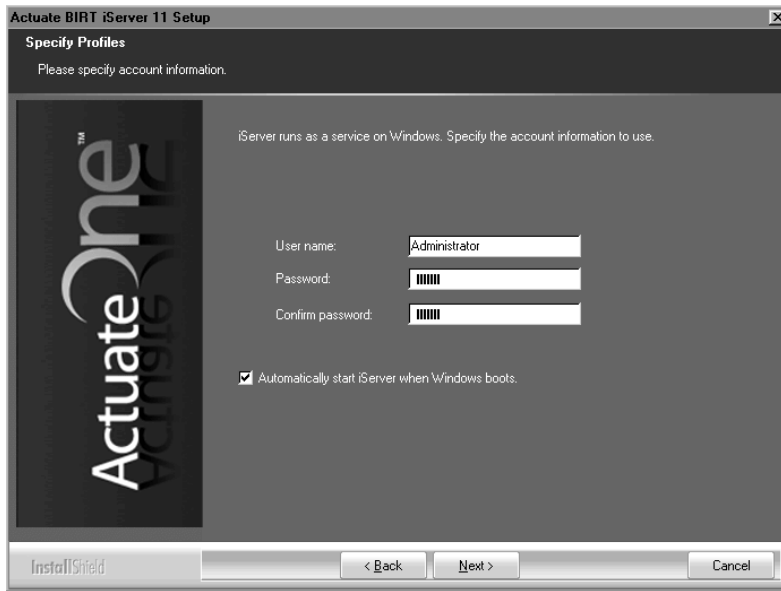 Actuate BIRT iServer 11 Setup
Specify Profiles
Please specify account information.
ActuateOne™
iServer runs as a service on Windows. Specify the account information to use.
User name: Administrator
Password:
Confirm password:
Automatically start iServer when Windows boots.
InstallShield
< Back
Next >
Cancel